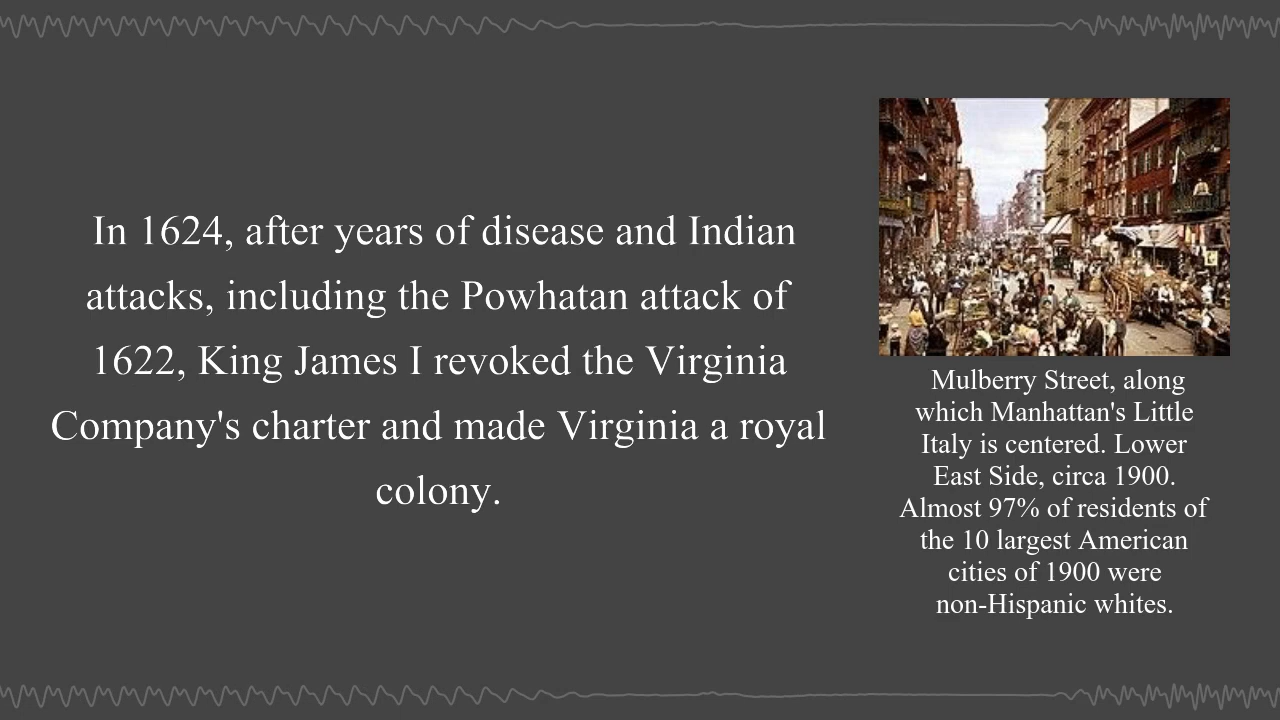 In 1624, after years of disease and Indian
attacks, including the Powhatan attack of
1622, King James I revoked the Virginia
Company's charter and made Virginia a royal
colony.
Mulberry Street, along
which Manhattan's Little
Italy is centered. Lower
East Side, circa 1900.
Almost 97% of residents of
the 10 largest American
cities of 1900 were
non-Hispanic whites.